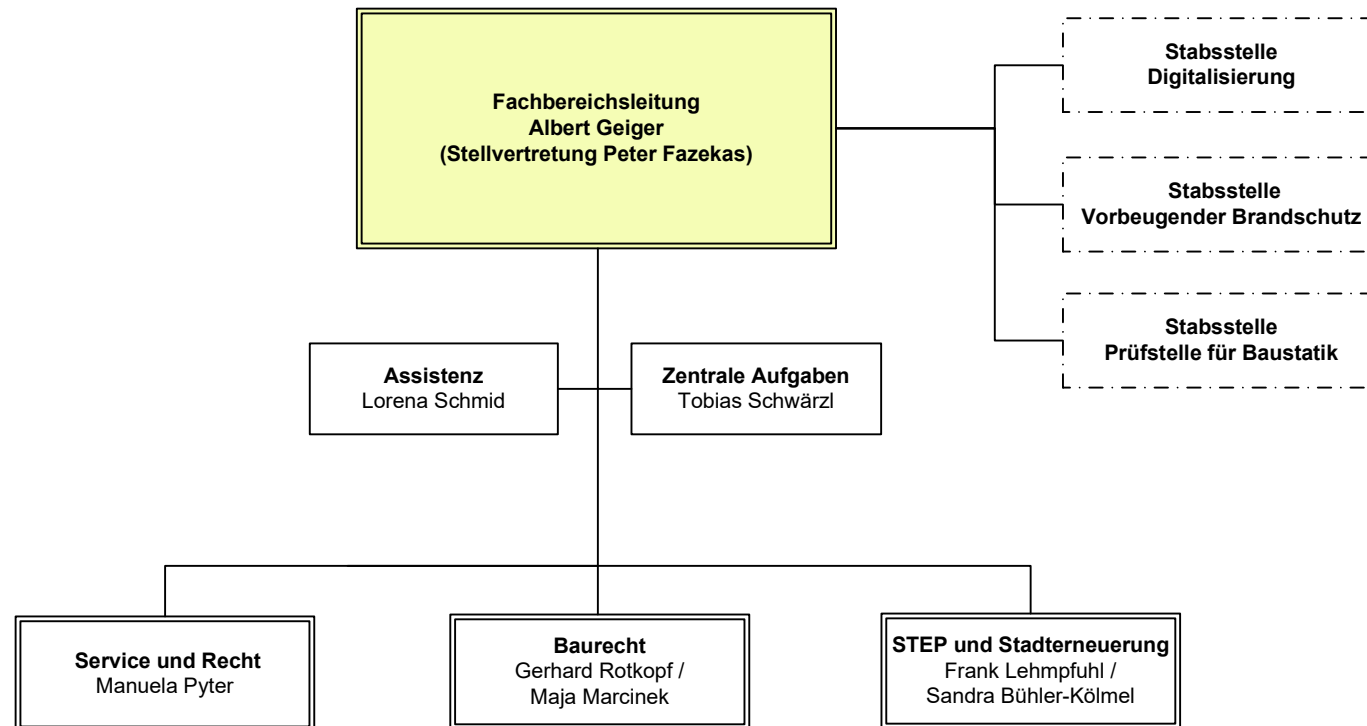 Fachbereichsleitung
Albert Geiger
(Stellvertretung Peter Fazekas)
Stabsstelle
Digitalisierung
Stabsstelle
Vorbeugender Brandschutz
Stabsstelle
Prüfstelle für Baustatik
Assistenz
Lorena Schmid
Zentrale Aufgaben
Tobias Schwärzl
Service und Recht
Manuela Pyter
Baurecht
Gerhard Rotkopf /
Maja Marcinek
STEP und Stadterneuerung
Frank Lehmpfuhl /
Sandra Bühler-Kölmel